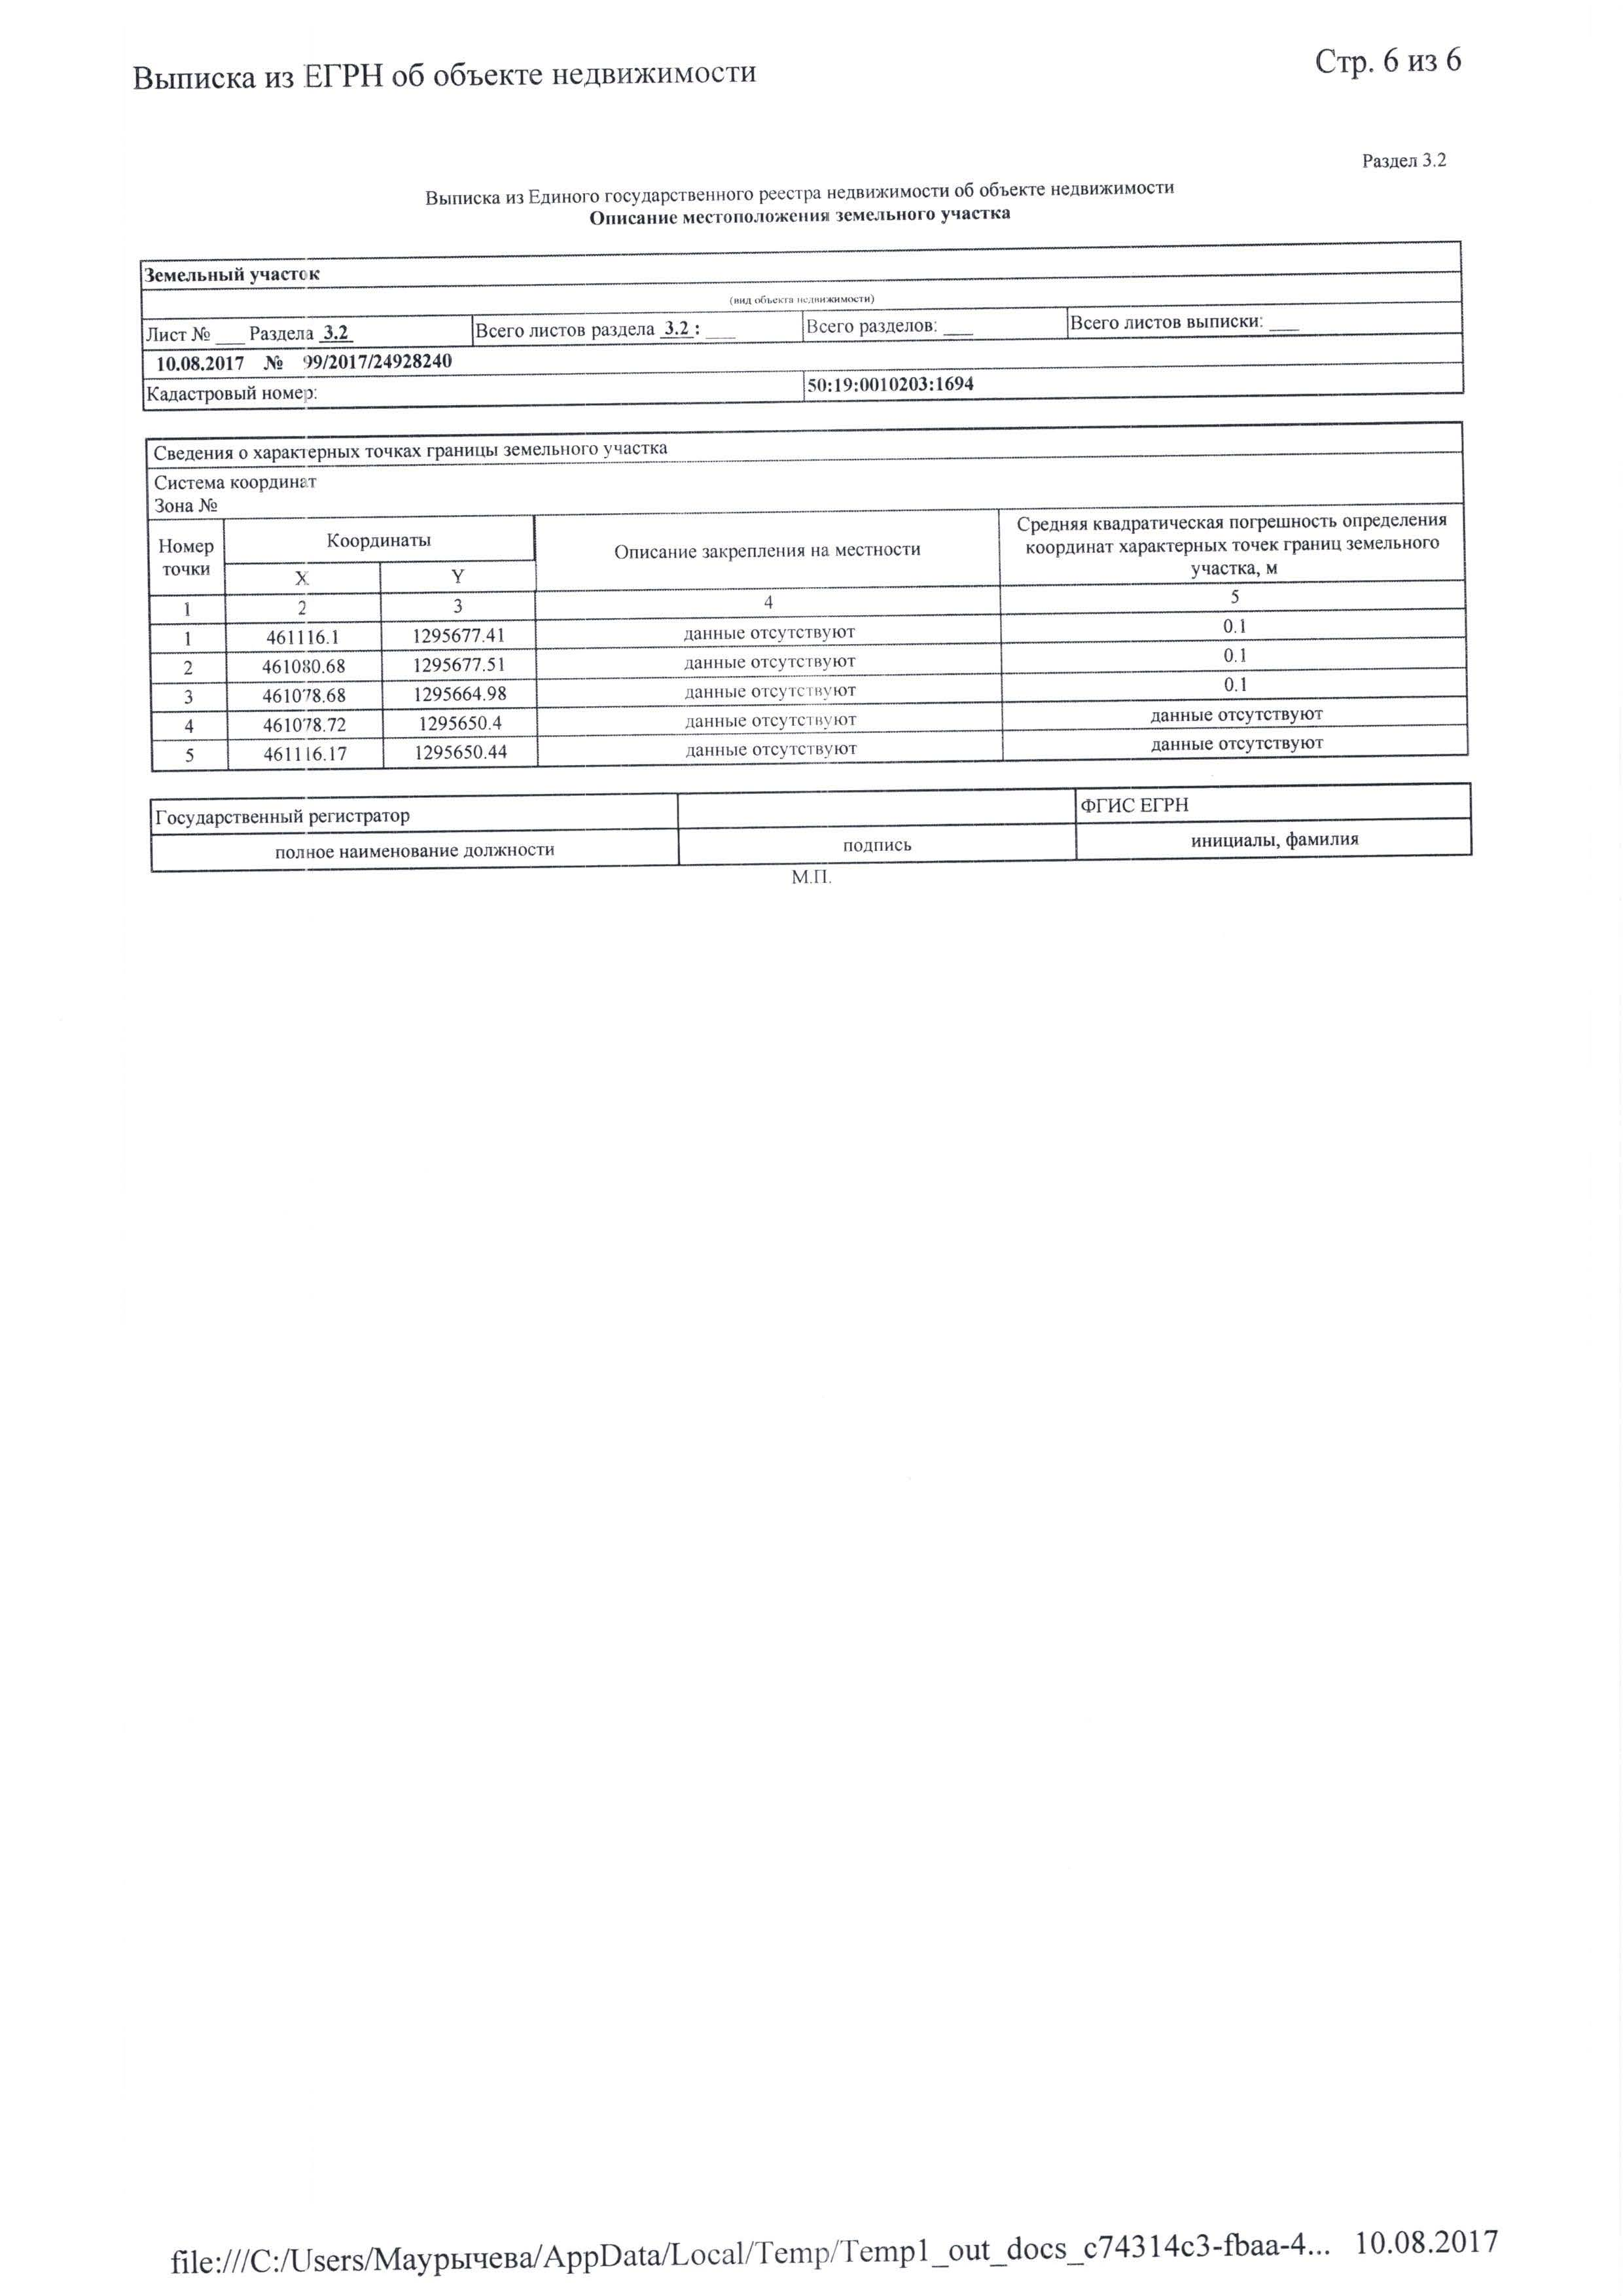 Выписка из ЕГРН об объекте недвижимости Стр. 6 из 6
Раздел 3.2
Выписка из Единого государственного реестра недвижимости об объекте недвижимости
Описание местоположения земельного участка
Земельный участок
(вид объекта недвижимости)
Лист № ___ Раздела 3.2 Всего листов раздела 3.2 : ___ Всего разделов: ___ Всего листов выписки: ___
10.08.2017 № 99/2017/24928240
Кадастровый номер: 50:19:0010203:1694
Сведения о характерных точках границы земельного участка
Система координат
Зона №
Номер точки Координаты Описание закрепления на местности Средняя квадратическая погрешность определения координат характерных точек границ земельного участка, м
X Y
1 2 3 4 5
1 461116.1 1295677.41 данные отсутствуют 0.1
2 461080.68 1295677.51 данные отсутствуют 0.1
3 461078.68 1295664.98 данные отсутствуют 0.1
4 461078.72 1295650.4 данные отсутствуют данные отсутствуют
5 461116.17 1295650.44 данные отсутствуют данные отсутствуют
Государственный регистратор ФГИС ЕГРН
полное наименование должности подпись инициалы, фамилия
М.П.
file:///C:/Users/Маурычева/AppData/Local/Temp/Temp1_out_docs_c74314c3-fbaa-4... 10.08.2017